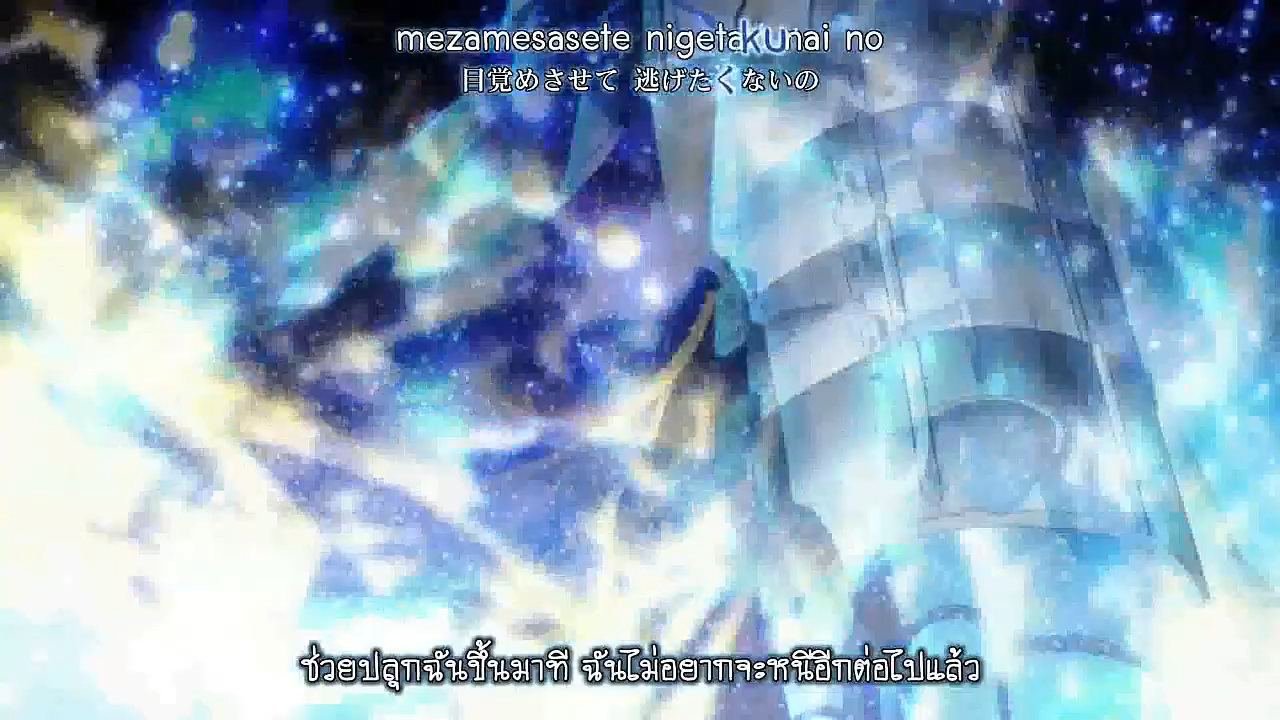 mezamesasete nigetakunai no
目覚めさせて 逃げたくないの
ช่วยปลุกฉันขึ้นมาที ฉันไม่อยากจะหนีอีกต่อไปแล้ว